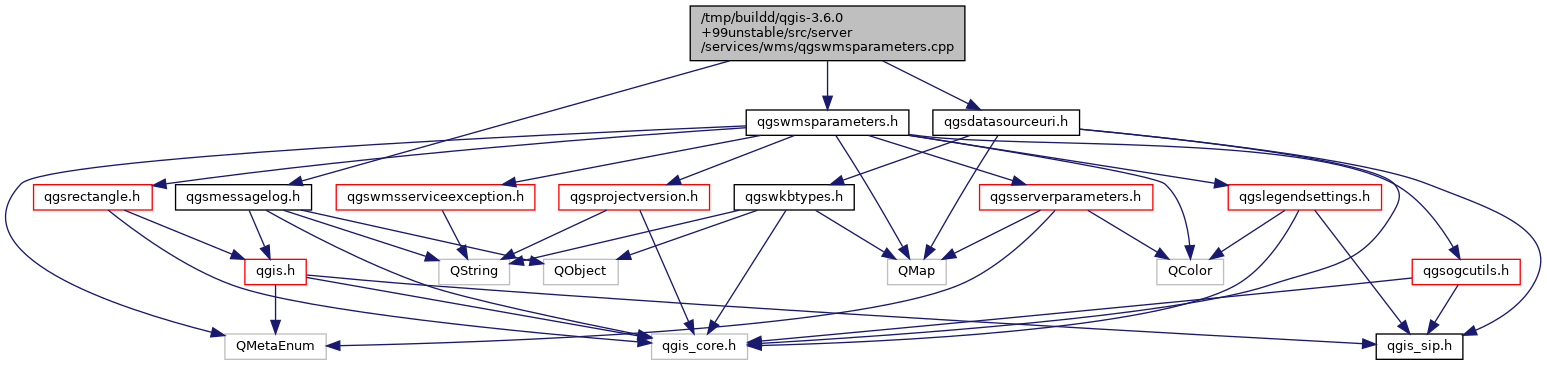 /tmp/buildd/qgis-3.6.0
+99unstable/src/server
/services/wms/qgswmsparameters.cpp
qgswmsparameters.h
qgsdatasourceuri.h
qgsrectangle.h
qgsmessagelog.h
qgswmsserviceexception.h
qgsprojectversion.h
qgswkbtypes.h
qgsserverparameters.h
qgslegendsettings.h
qgis.h
QString
QObject
QMap
QColor
qgsogcutils.h
QMetaEnum
qgis_core.h
qgis_sip.h